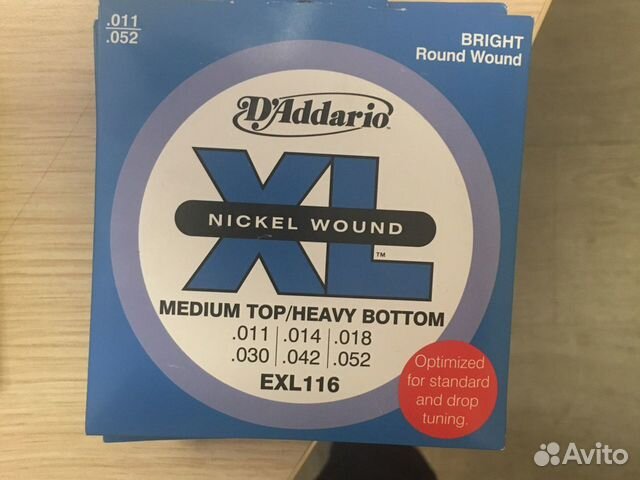 .011
.052
BRIGHT
Round Wound
D'Addario
XL
NICKEL WOUND
™
MEDIUM TOP/HEAVY BOTTOM
.011 .014 .018
.030 .042 .052
EXL116
Optimized
for standard
and drop
tuning.
Avito